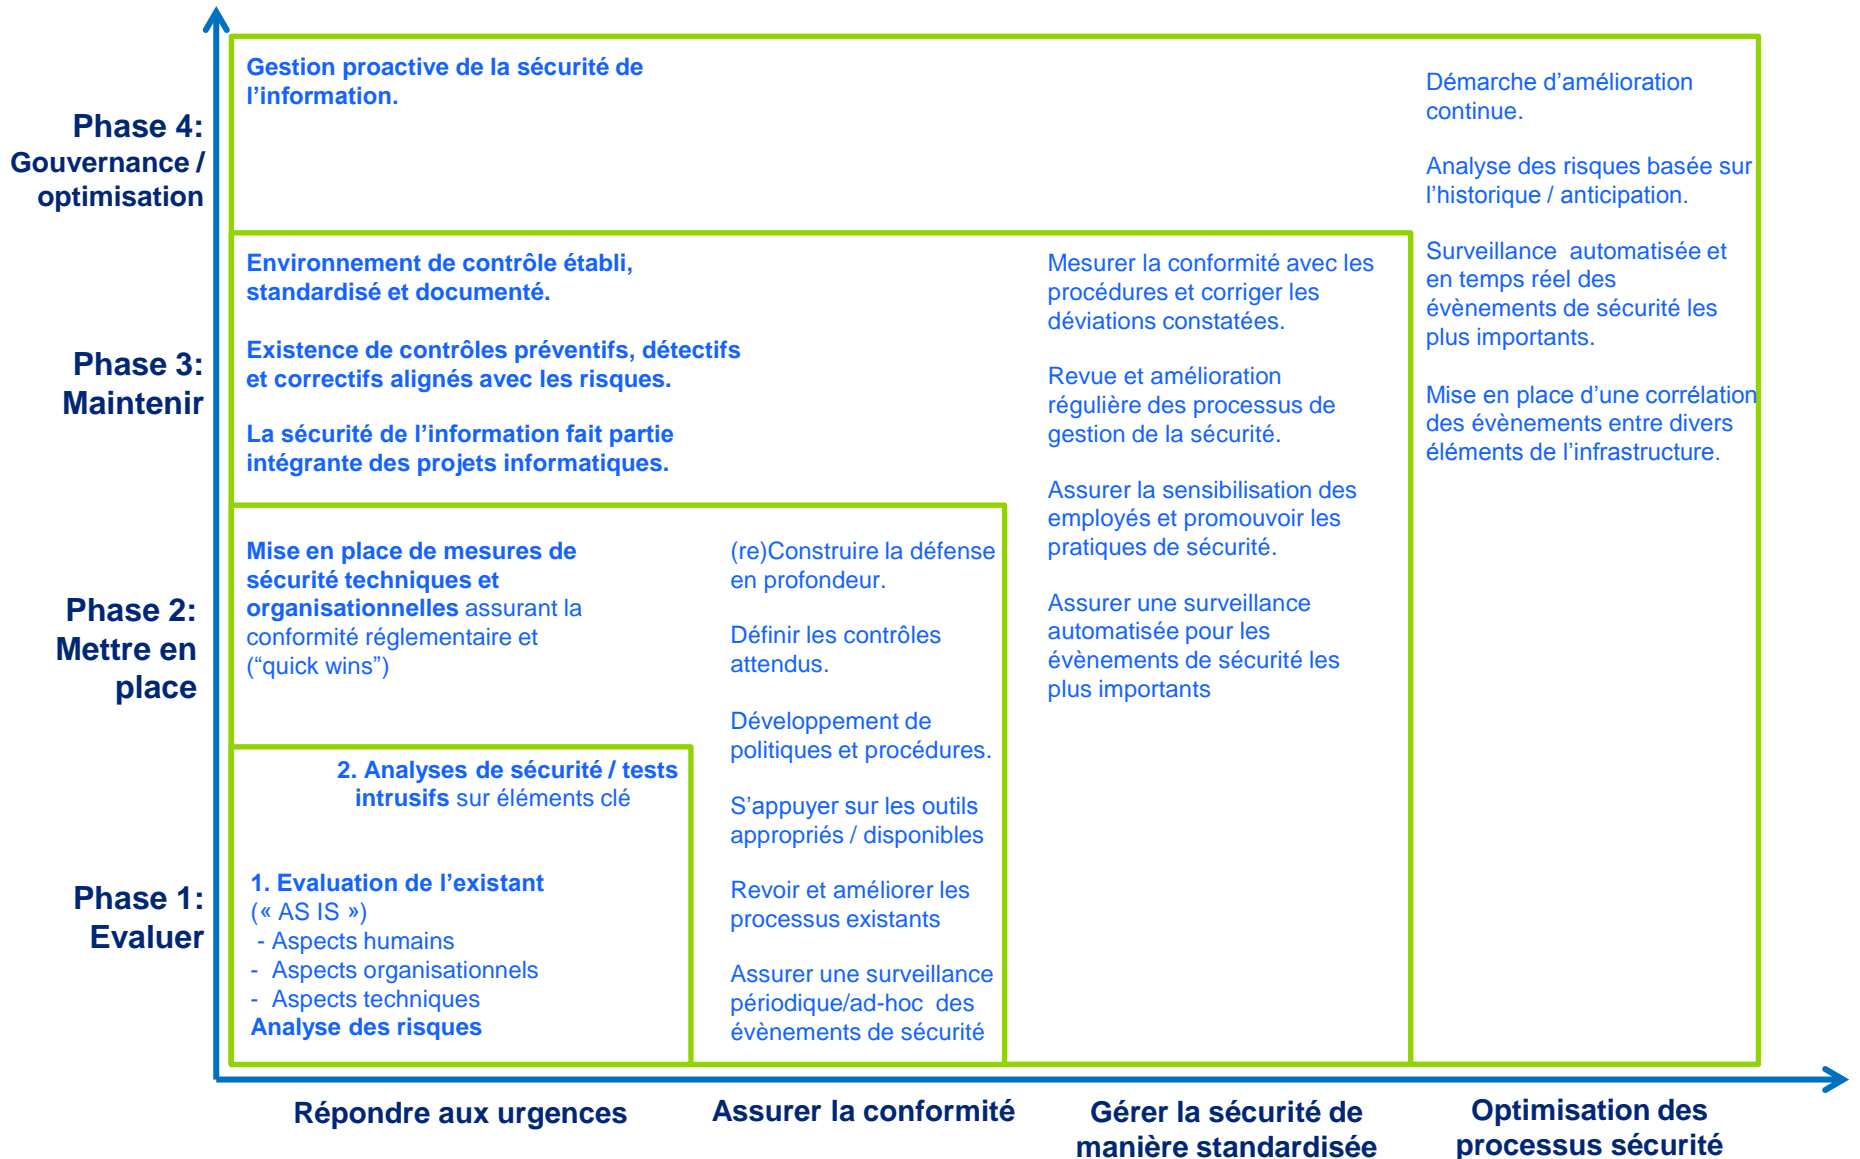 Phase 4:
Gouvernance /
optimisation
Gestion proactive de la sécurité de
l’information.
Démarche d’amélioration
continue.
Analyse des risques basée sur
l’historique / anticipation.
Surveillance  automatisée et
en temps réel des
évènements de sécurité les
plus importants.
Mise en place d’une corrélation
des évènements entre divers
éléments de l’infrastructure.
Phase 3:
Maintenir
Environnement de contrôle établi,
standardisé et documenté.
Existence de contrôles préventifs, détectifs
et correctifs alignés avec les risques.
La sécurité de l’information fait partie
intégrante des projets informatiques.
Mesurer la conformité avec les
procédures et corriger les
déviations constatées.
Revue et amélioration
régulière des processus de
gestion de la sécurité.
Assurer la sensibilisation des
employés et promouvoir les
pratiques de sécurité.
Assurer une surveillance
automatisée pour les
évènements de sécurité les
plus importants
Phase 2:
Mettre en
place
Mise en place de mesures de
sécurité techniques et
organisationnelles assurant la
conformité réglementaire et
(“quick wins”)
(re)Construire la défense
en profondeur.
Définir les contrôles
attendus.
Développement de
politiques et procédures.
S’appuyer sur les outils
appropriés / disponibles
Revoir et améliorer les
processus existants
Assurer une surveillance
périodique/ad-hoc  des
évènements de sécurité
Phase 1:
Evaluer
2. Analyses de sécurité / tests
intrusifs sur éléments clé
1. Evaluation de l’existant
(« AS IS »)
- Aspects humains
-  Aspects organisationnels
-  Aspects techniques
Analyse des risques
Répondre aux urgences
Assurer la conformité
Gérer la sécurité de
manière standardisée
Optimisation des
processus sécurité